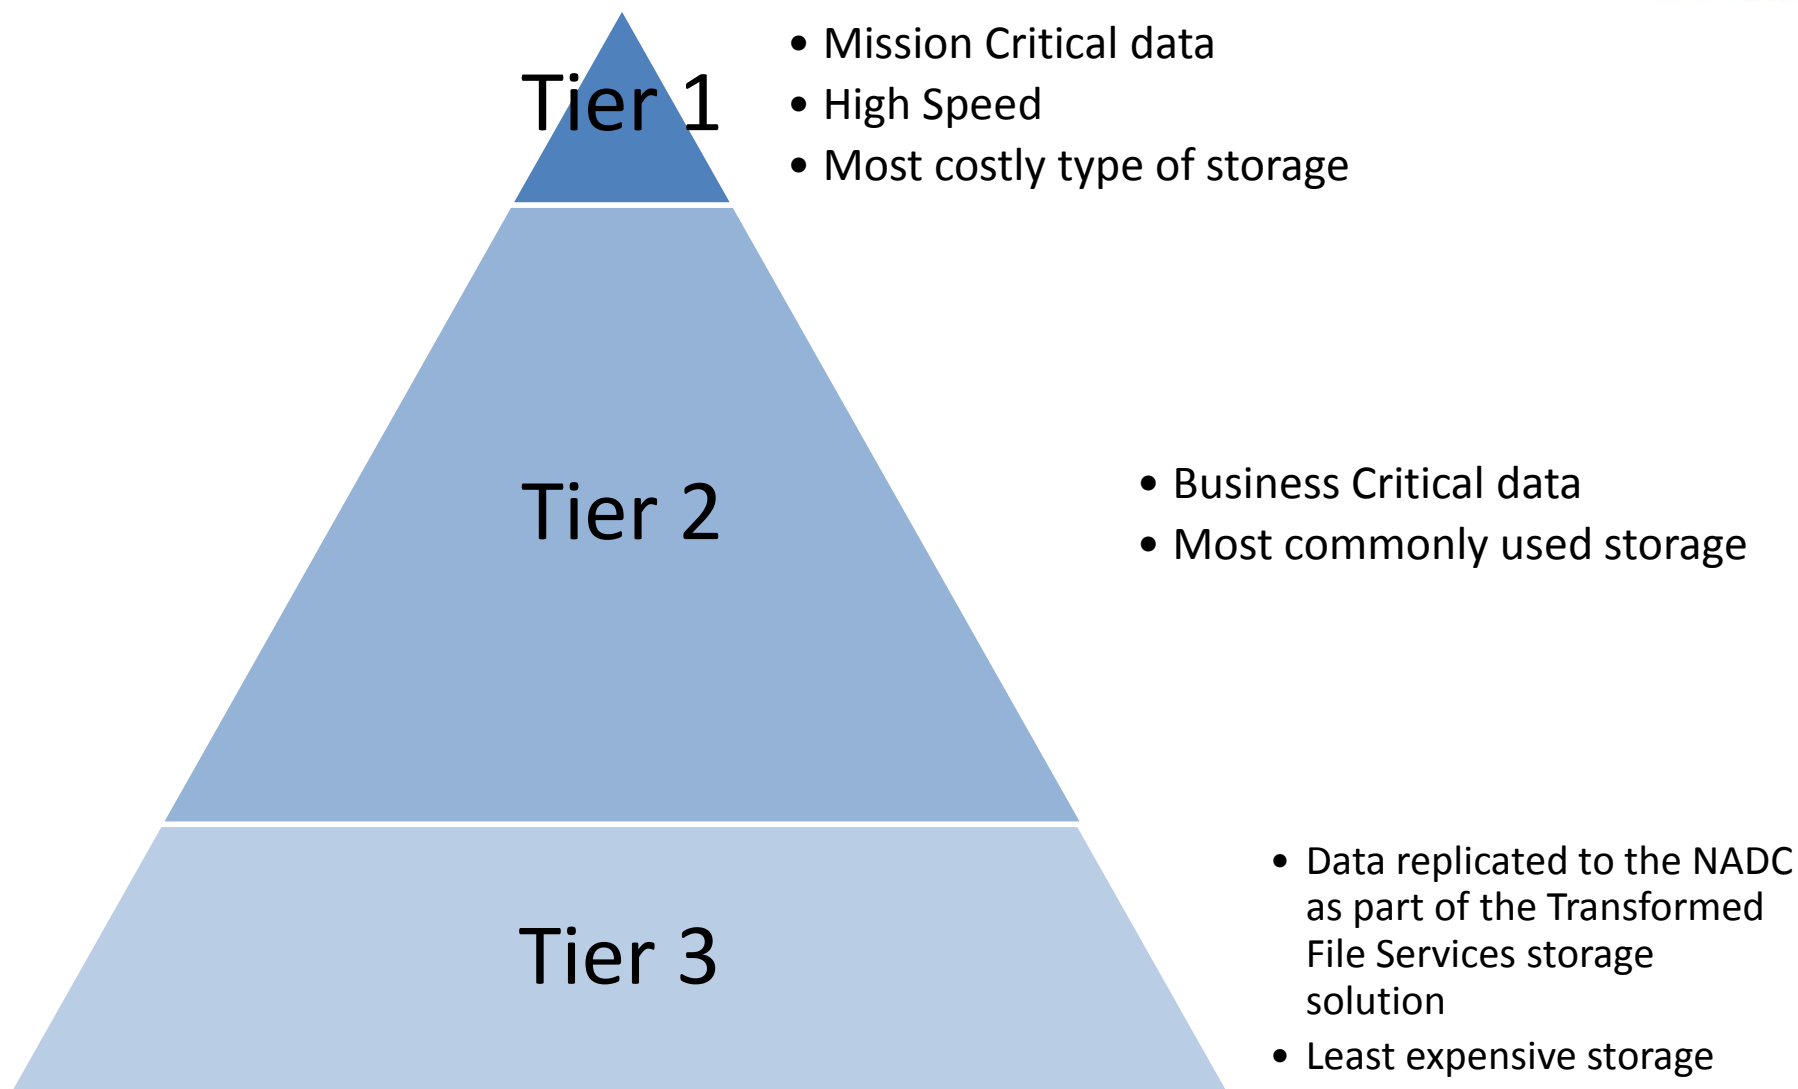 Tier 1
• Mission Critical data
• High Speed
• Most costly type of storage
Tier 2
• Business Critical data
• Most commonly used storage
Tier 3
• Data replicated to the NADC
as part of the Transformed
File Services storage
solution
• Least expensive storage